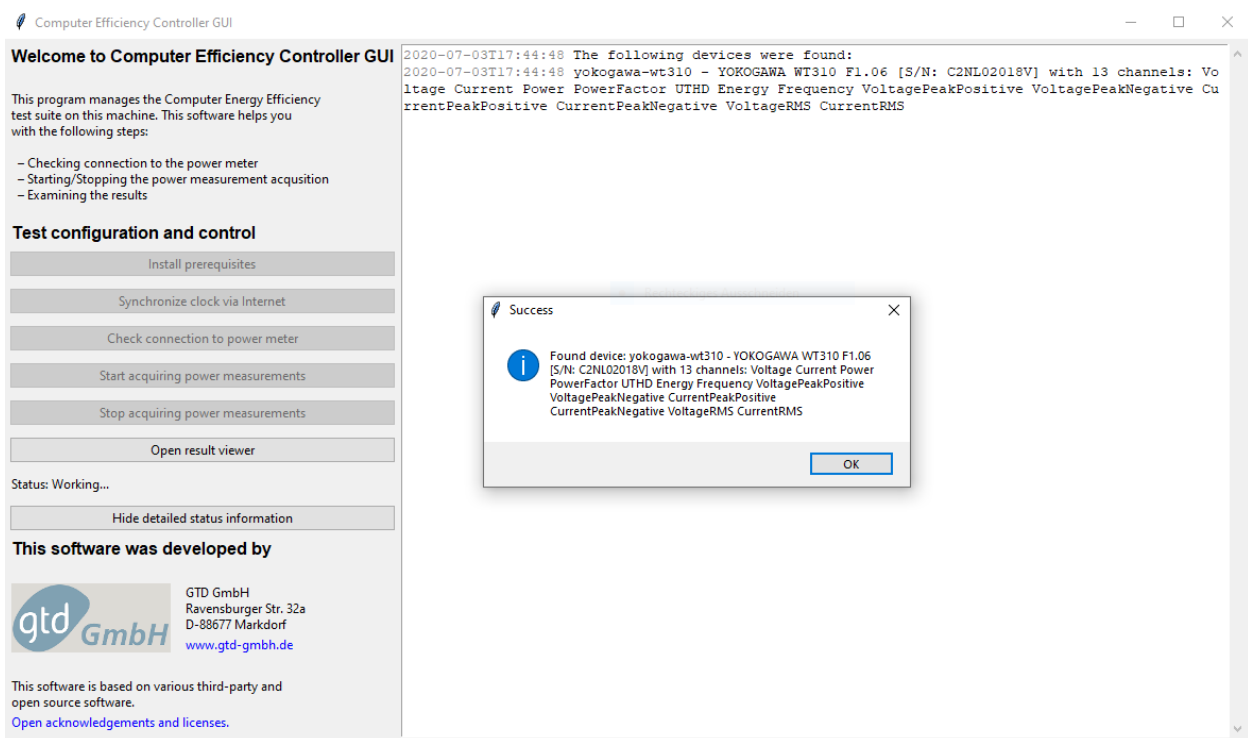 Computer Efficiency Controller GUI
Welcome to Computer Efficiency Controller GUI
This program manages the Computer Energy Efficiency
test suite on this machine. This software helps you
with the following steps:
– Checking connection to the power meter
– Starting/Stopping the power measurement acqusition
– Examining the results
Test configuration and control
Install prerequisites
Synchronize clock via Internet
Check connection to power meter
Start acquiring power measurements
Stop acquiring power measurements
Open result viewer
Status: Working...
Hide detailed status information
This software was developed by
gtd GmbH
GTD GmbH
Ravensburger Str. 32a
D-88677 Markdorf
www.gtd-gmbh.de
This software is based on various third-party and
open source software.
Open acknowledgements and licenses.
2020-07-03T17:44:48 The following devices were found:
2020-07-03T17:44:48 yokogawa-wt310 - YOKOGAWA WT310 F1.06 [S/N: C2NL02018V] with 13 channels: Vo
ltage Current Power PowerFactor UTHD Energy Frequency VoltagePeakPositive VoltagePeakNegative Cu
rrentPeakPositive CurrentPeakNegative VoltageRMS CurrentRMS
Success
Found device: yokogawa-wt310 - YOKOGAWA WT310 F1.06
[S/N: C2NL02018V] with 13 channels: Voltage Current Power
PowerFactor UTHD Energy Frequency VoltagePeakPositive
VoltagePeakNegative CurrentPeakPositive
CurrentPeakNegative VoltageRMS CurrentRMS
OK